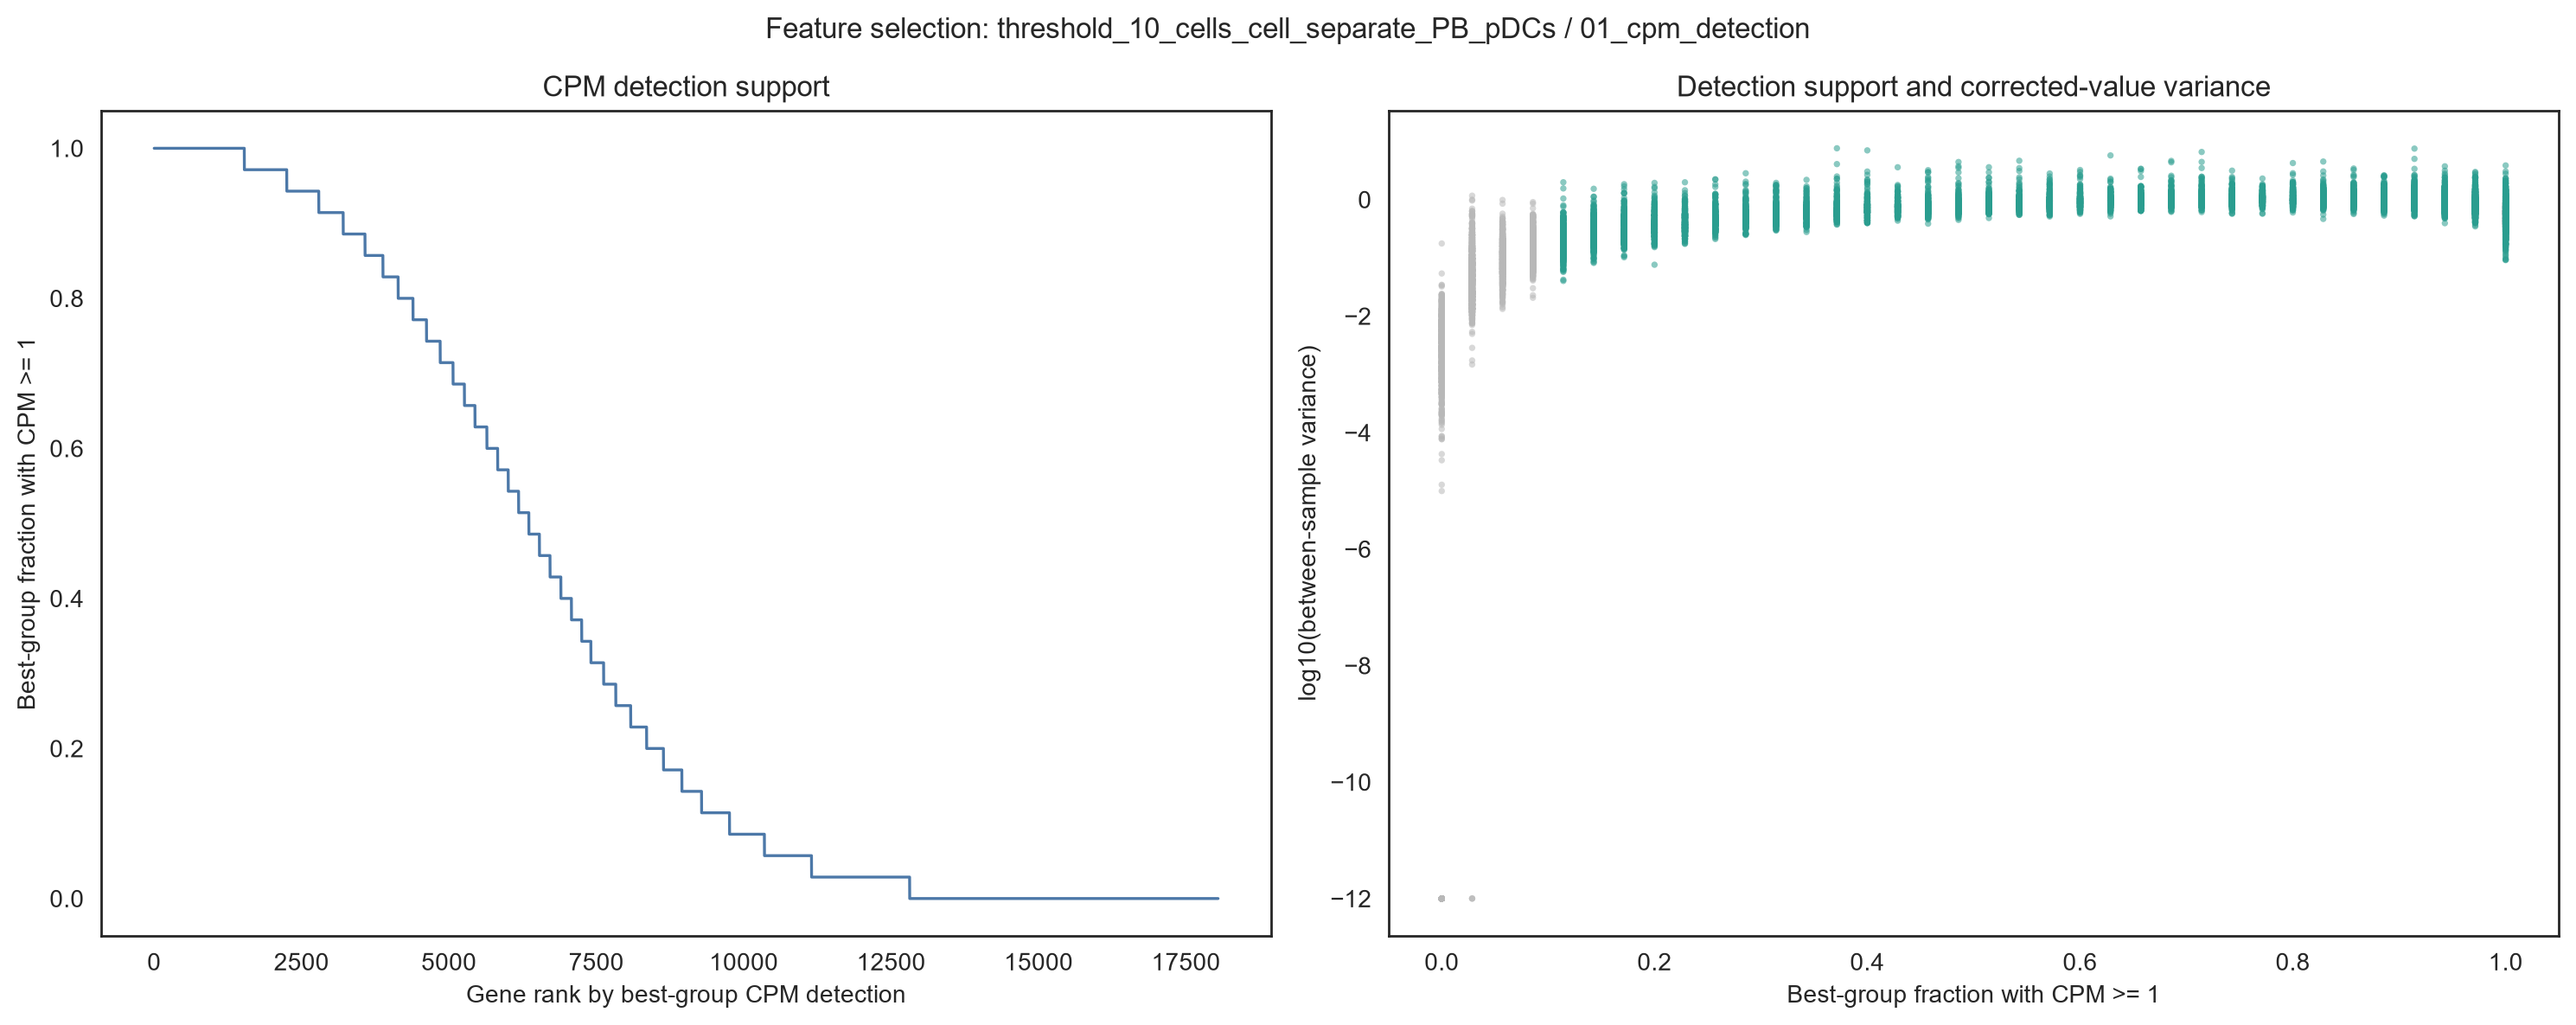 Feature selection: threshold_10_cells_cell_separate_PB_pDCs / 01_cpm_detection
CPM detection support
1.0
0.8
0.6
0.4
0.2
0.0
Best-group fraction with CPM >= 1
0 2500 5000 7500 10000 12500 15000 17500
Gene rank by best-group CPM detection
Detection support and corrected-value variance
0
−2
−4
−6
−8
−10
−12
log10(between-sample variance)
0.0 0.2 0.4 0.6 0.8 1.0
Best-group fraction with CPM >= 1